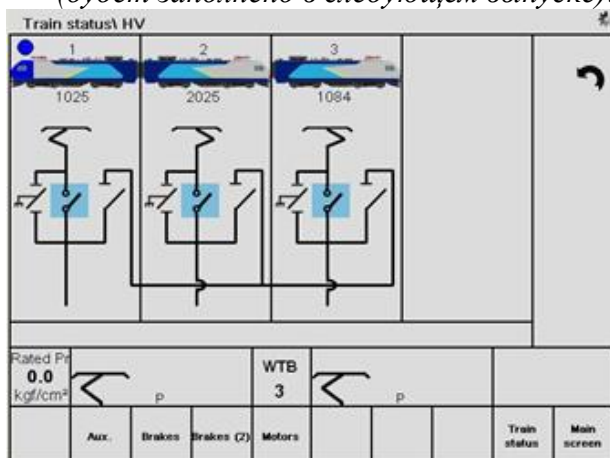 Train status\ HV
1 2 3
1025 2025 1084
Rated Pr
0.0
kgf/cm²
p
WTB
3
p
Aux. Brakes Brakes (2) Motors Train status Main screen